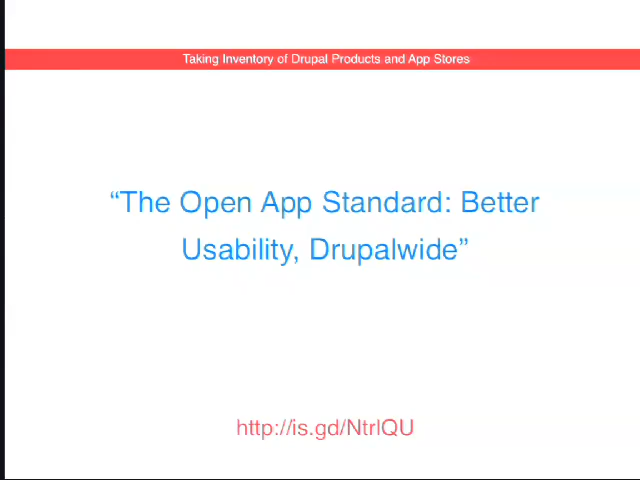 Taking Inventory of Drupal Products and App Stores
“The Open App Standard: Better
Usability, Drupalwide”
http://is.gd/NtrlQU